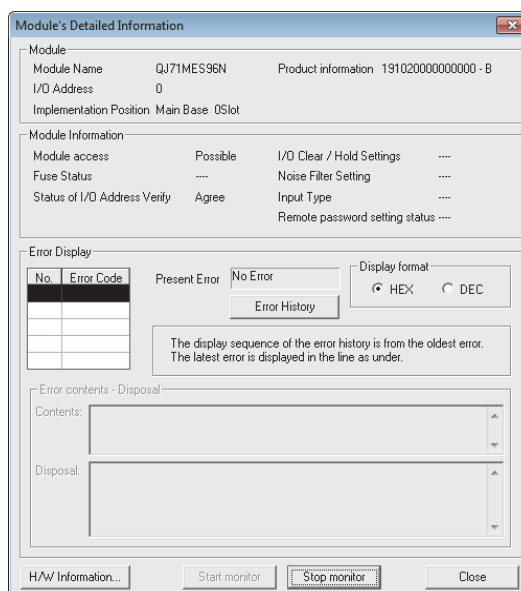 Module's Detailed Information
Module
Module Name QJ71MES96N Product information 191020000000000 - B
I/O Address 0
Implementation Position Main Base 0Slot
Module Information
Module access Possible I/O Clear / Hold Settings ----
Fuse Status ---- Noise Filter Setting ----
Status of I/O Address Verify Agree Input Type ----
Remote password setting status ----
Error Display
No. Error Code
Present Error No Error
Display format
HEX DEC
Error History
The display sequence of the error history is from the oldest error.
The latest error is displayed in the line as under.
Error contents - Disposal
Contents:
Disposal:
H/W Information... Start monitor Stop monitor Close